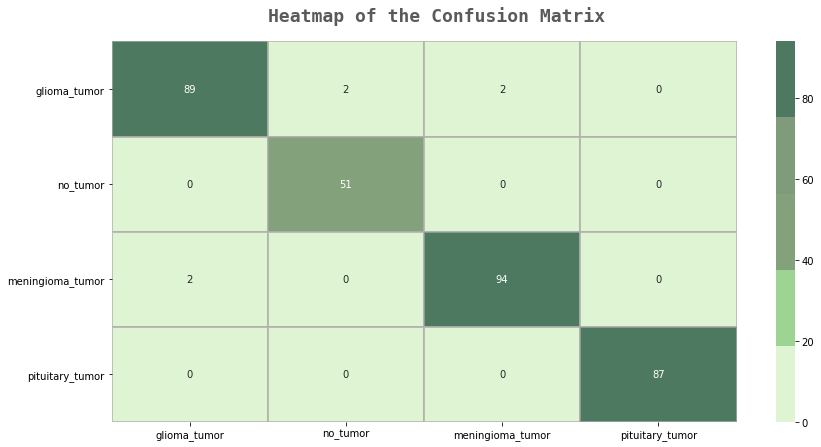 Heatmap of the Confusion Matrix
glioma_tumor 89 2 2 0
no_tumor 0 51 0 0
meningioma_tumor 2 0 94 0
pituitary_tumor 0 0 0 87
glioma_tumor no_tumor meningioma_tumor pituitary_tumor
80
60
40
20
0